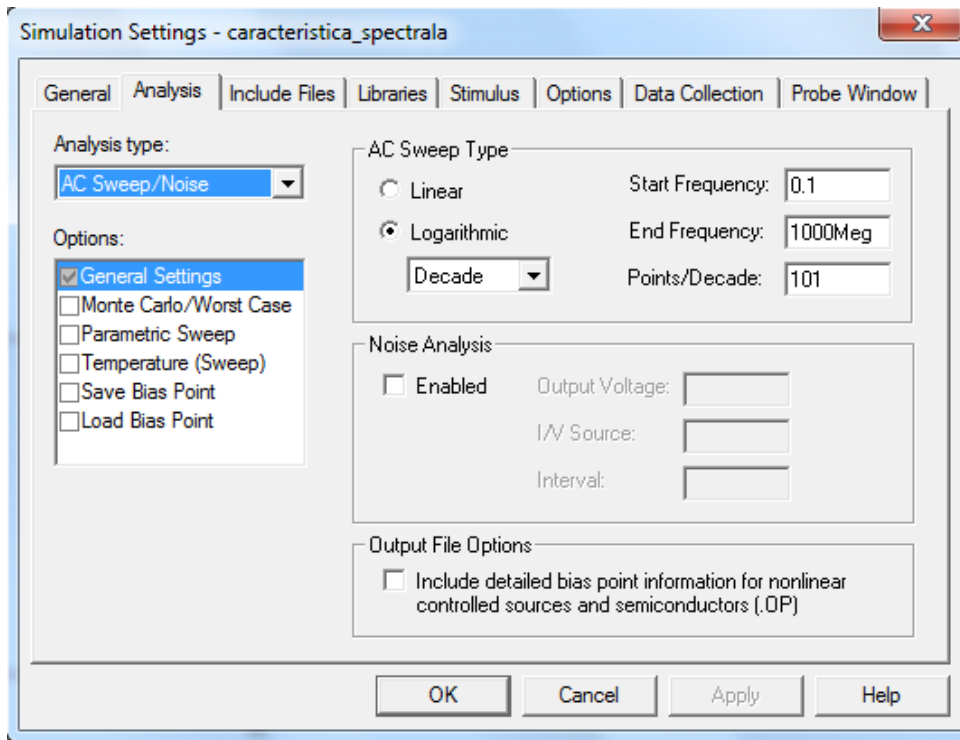 Simulation Settings - caracteristica_spectrala
General Analysis Include Files Libraries Stimulus Options Data Collection Probe Window
Analysis type:
AC Sweep/Noise
Options:
General Settings
Monte Carlo/Worst Case
Parametric Sweep
Temperature (Sweep)
Save Bias Point
Load Bias Point
AC Sweep Type
Linear
Logarithmic
Decade
Start Frequency: 0.1
End Frequency: 1000Meg
Points/Decade: 101
Noise Analysis
Enabled
Output Voltage:
I/V Source:
Interval:
Output File Options
Include detailed bias point information for nonlinear
controlled sources and semiconductors (.OP)
OK Cancel Apply Help